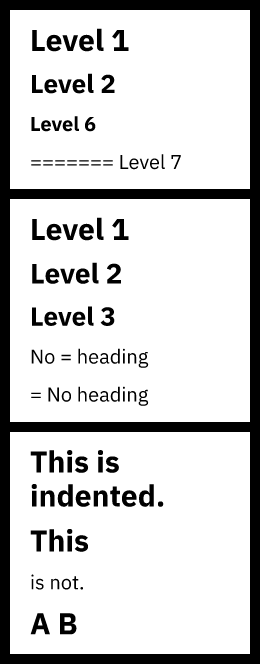 Level 1
Level 2
Level 6
======= Level 7
Level 1
Level 2
Level 3
No = heading
= No heading
This is
indented.
This
is not.
A B